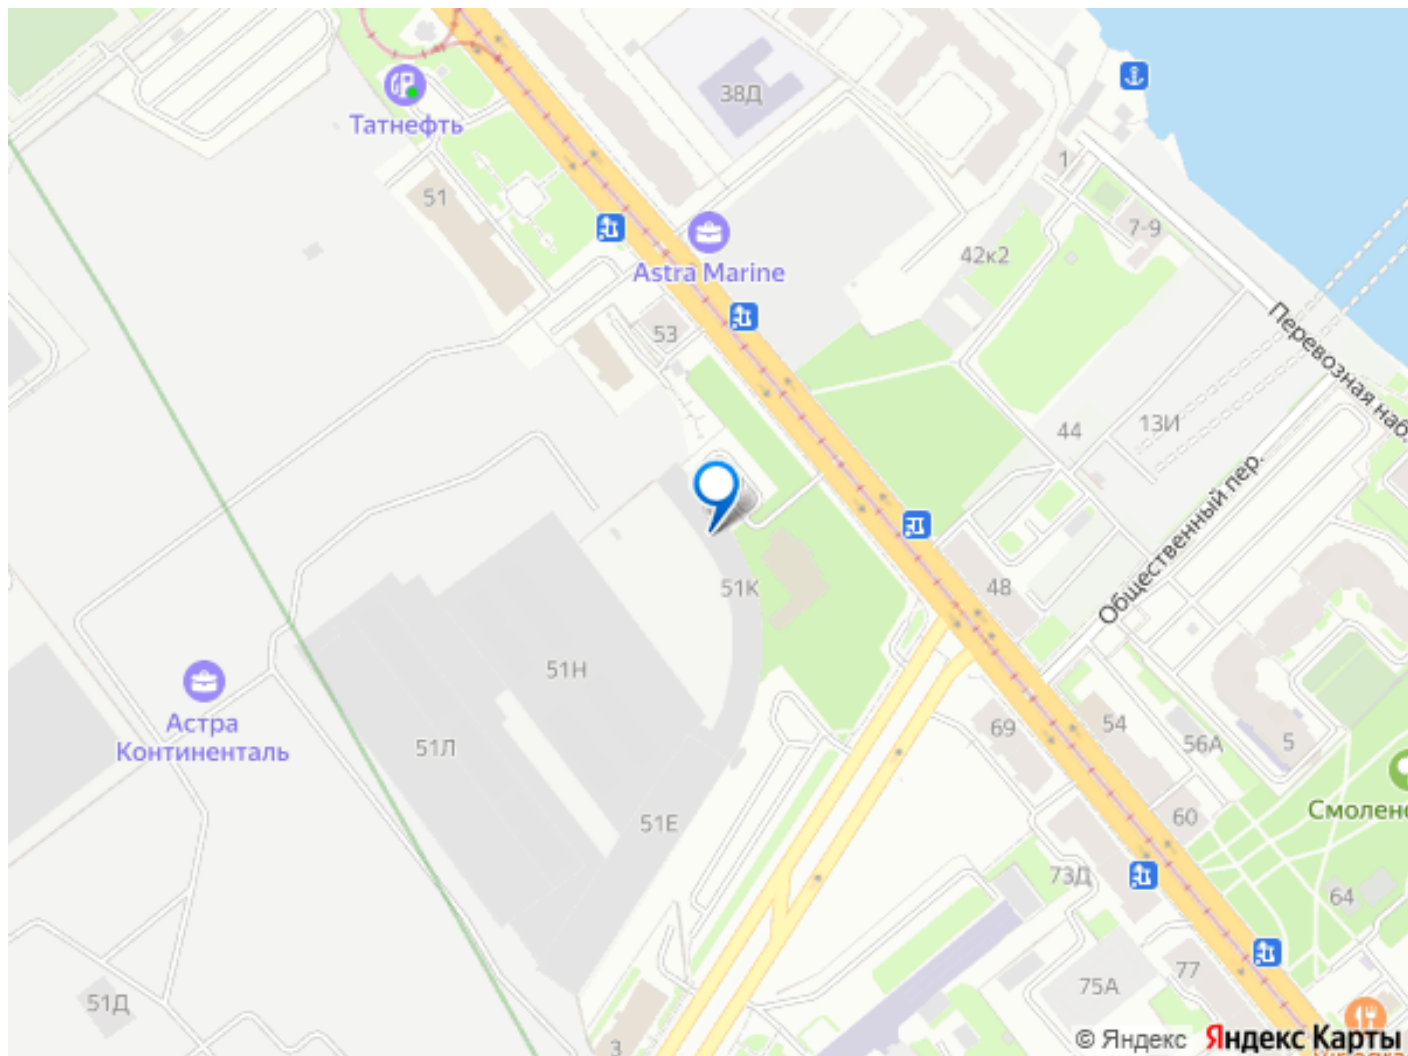 38Д
Татнефть
1
51
7-9
42к2
Astra Marine
53
Перевозная наб.
44
13И
Общественный пер.
51К
48
51Н
Астра
Континенталь
51Л
69
54
56А
5
Смолен
51Е
60
73Д
64
51Д
77
75А
3
© Яндекс
Яндекс Карты